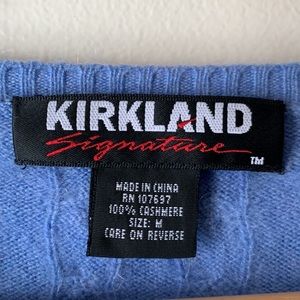 KIRKLAND
Signature
TM
MADE IN CHINA
RN 107697
100% CASHMERE
SIZE: M
CARE ON REVERSE